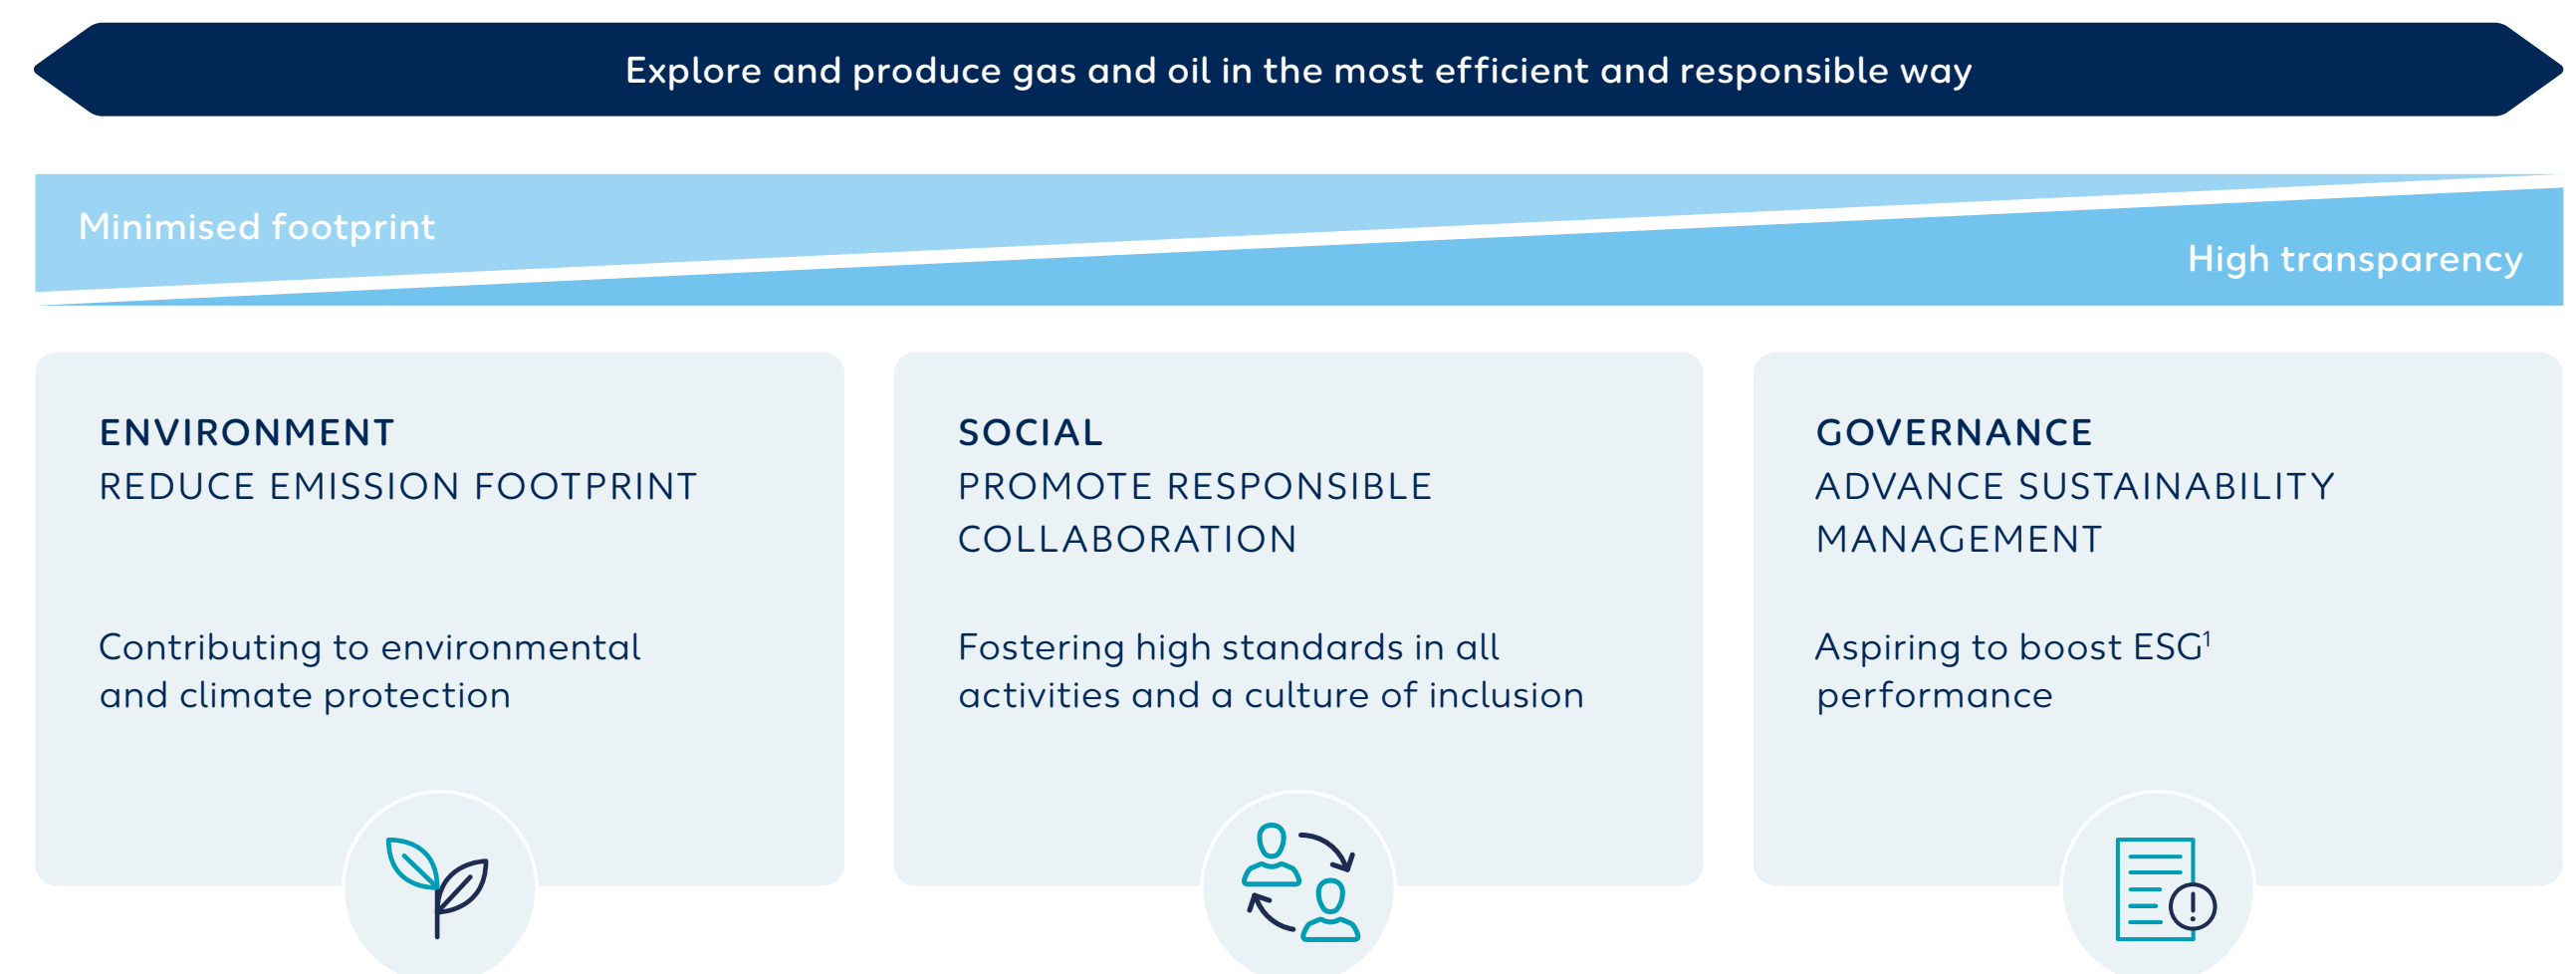 Explore and produce gas and oil in the most efficient and responsible way
Minimised footprint
High transparency
ENVIRONMENT
REDUCE EMISSION FOOTPRINT
Contributing to environmental
and climate protection
SOCIAL
PROMOTE RESPONSIBLE
COLLABORATION
Fostering high standards in all
activities and a culture of inclusion
GOVERNANCE
ADVANCE SUSTAINABILITY
MANAGEMENT
Aspiring to boost ESG¹
performance